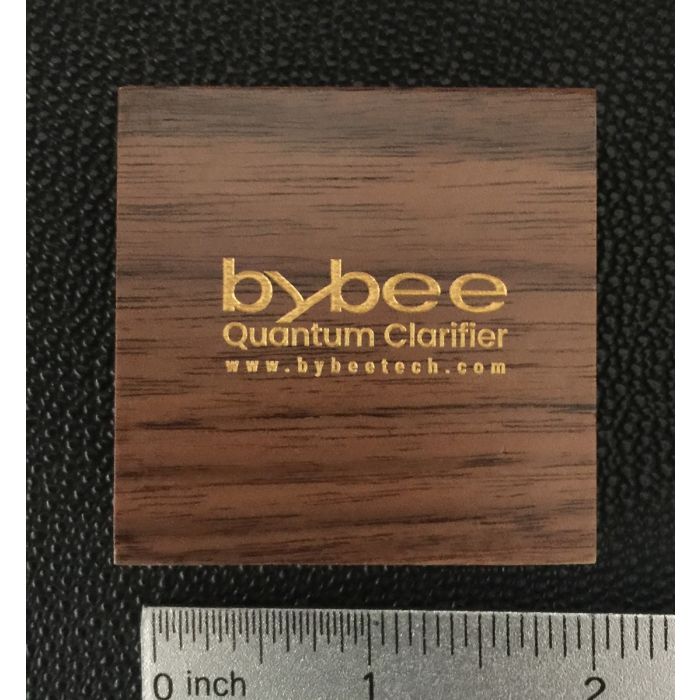 bybee
Quantum Clarifier
www.bybeetech.com
0 inch 1 2